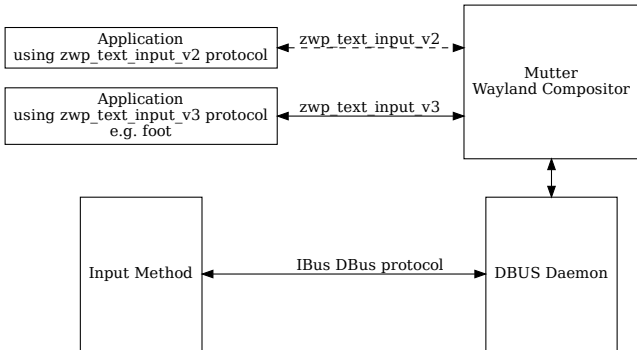 Application
using zwp_text_input_v2 protocol
zwp_text_input_v2
Mutter
Wayland Compositor
Application
using zwp_text_input_v3 protocol
e.g. foot
zwp_text_input_v3
Input Method
IBus DBus protocol
DBUS Daemon